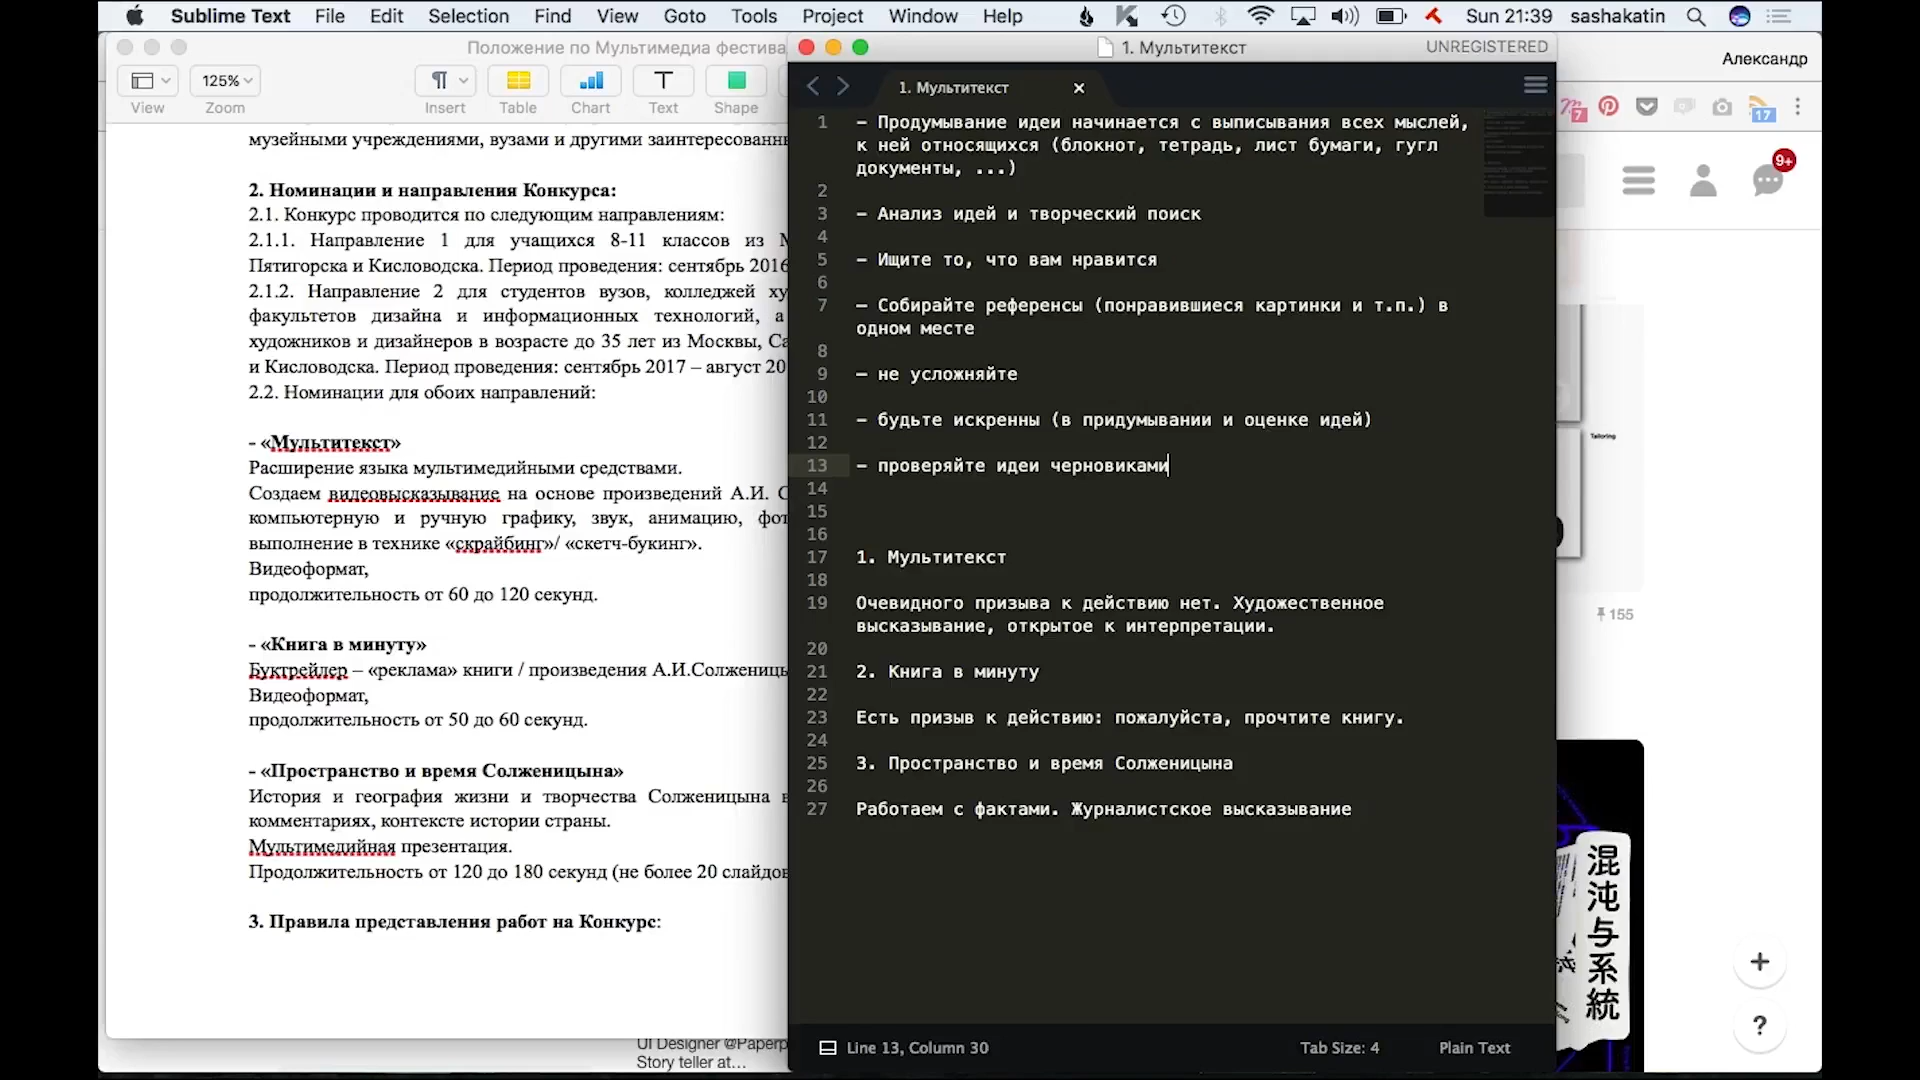 Sublime Text File Edit Selection Find View Goto Tools Project Window Help Sun 21:39 sashakatin
Положение по Мультимедиа фестива
125%
View Zoom Insert Table Chart Text Shape
музейными учреждениями, вузами и другими заинтересованн
2. Номинации и направления Конкурса:
2.1. Конкурс проводится по следующим направлениям:
2.1.1. Направление 1 для учащихся 8-11 классов из М
Пятигорска и Кисловодска. Период проведения: сентябрь 2016
2.1.2. Направление 2 для студентов вузов, колледжей ху
факультетов дизайна и информационных технологий, а
художников и дизайнеров в возрасте до 35 лет из Москвы, Са
и Кисловодска. Период проведения: сентябрь 2017 – август 20
2.2. Номинации для обоих направлений:
- «Мультитекст»
Расширение языка мультимедийными средствами.
Создаем видеовысказывание на основе произведений А.И. С
компьютерную и ручную графику, звук, анимацию, фот
выполнение в технике «скрайбинг»/ «скетч-букинг».
Видеоформат,
продолжительность от 60 до 120 секунд.
- «Книга в минуту»
Буктрейлер – «реклама» книги / произведения А.И.Солженицы
Видеоформат,
продолжительность от 50 до 60 секунд.
- «Пространство и время Солженицына»
История и география жизни и творчества Солженицына в
комментариях, контексте истории страны.
Мультимедийная презентация.
Продолжительность от 120 до 180 секунд (не более 20 слайдов
3. Правила представления работ на Конкурс:
UI Designer @Paperp
Story teller at...
1. Мультитекст
UNREGISTERED
1. Мультитекст
1 – Продумывание идеи начинается с выписывания всех мыслей,
к ней относящихся (блокнот, тетрадь, лист бумаги, гугл
документы, ...)
2
3 – Анализ идей и творческий поиск
4
5 – Ищите то, что вам нравится
6
7 – Собирайте референсы (понравившиеся картинки и т.п.) в
одном месте
8
9 – не усложняйте
10
11 – будьте искренны (в придумывании и оценке идей)
12
13 – проверяйте идеи черновиками
14
15
16
17 1. Мультитекст
18
19 Очевидного призыва к действию нет. Художественное
высказывание, открытое к интерпретации.
20
21 2. Книга в минуту
22
23 Есть призыв к действию: пожалуйста, прочтите книгу.
24
25 3. Пространство и время Солженицына
26
27 Работаем с фактами. Журналистское высказывание
Line 13, Column 30 Tab Size: 4 Plain Text
Александр
7
17
9+
Tailoring
155
混沌与系統
+
?